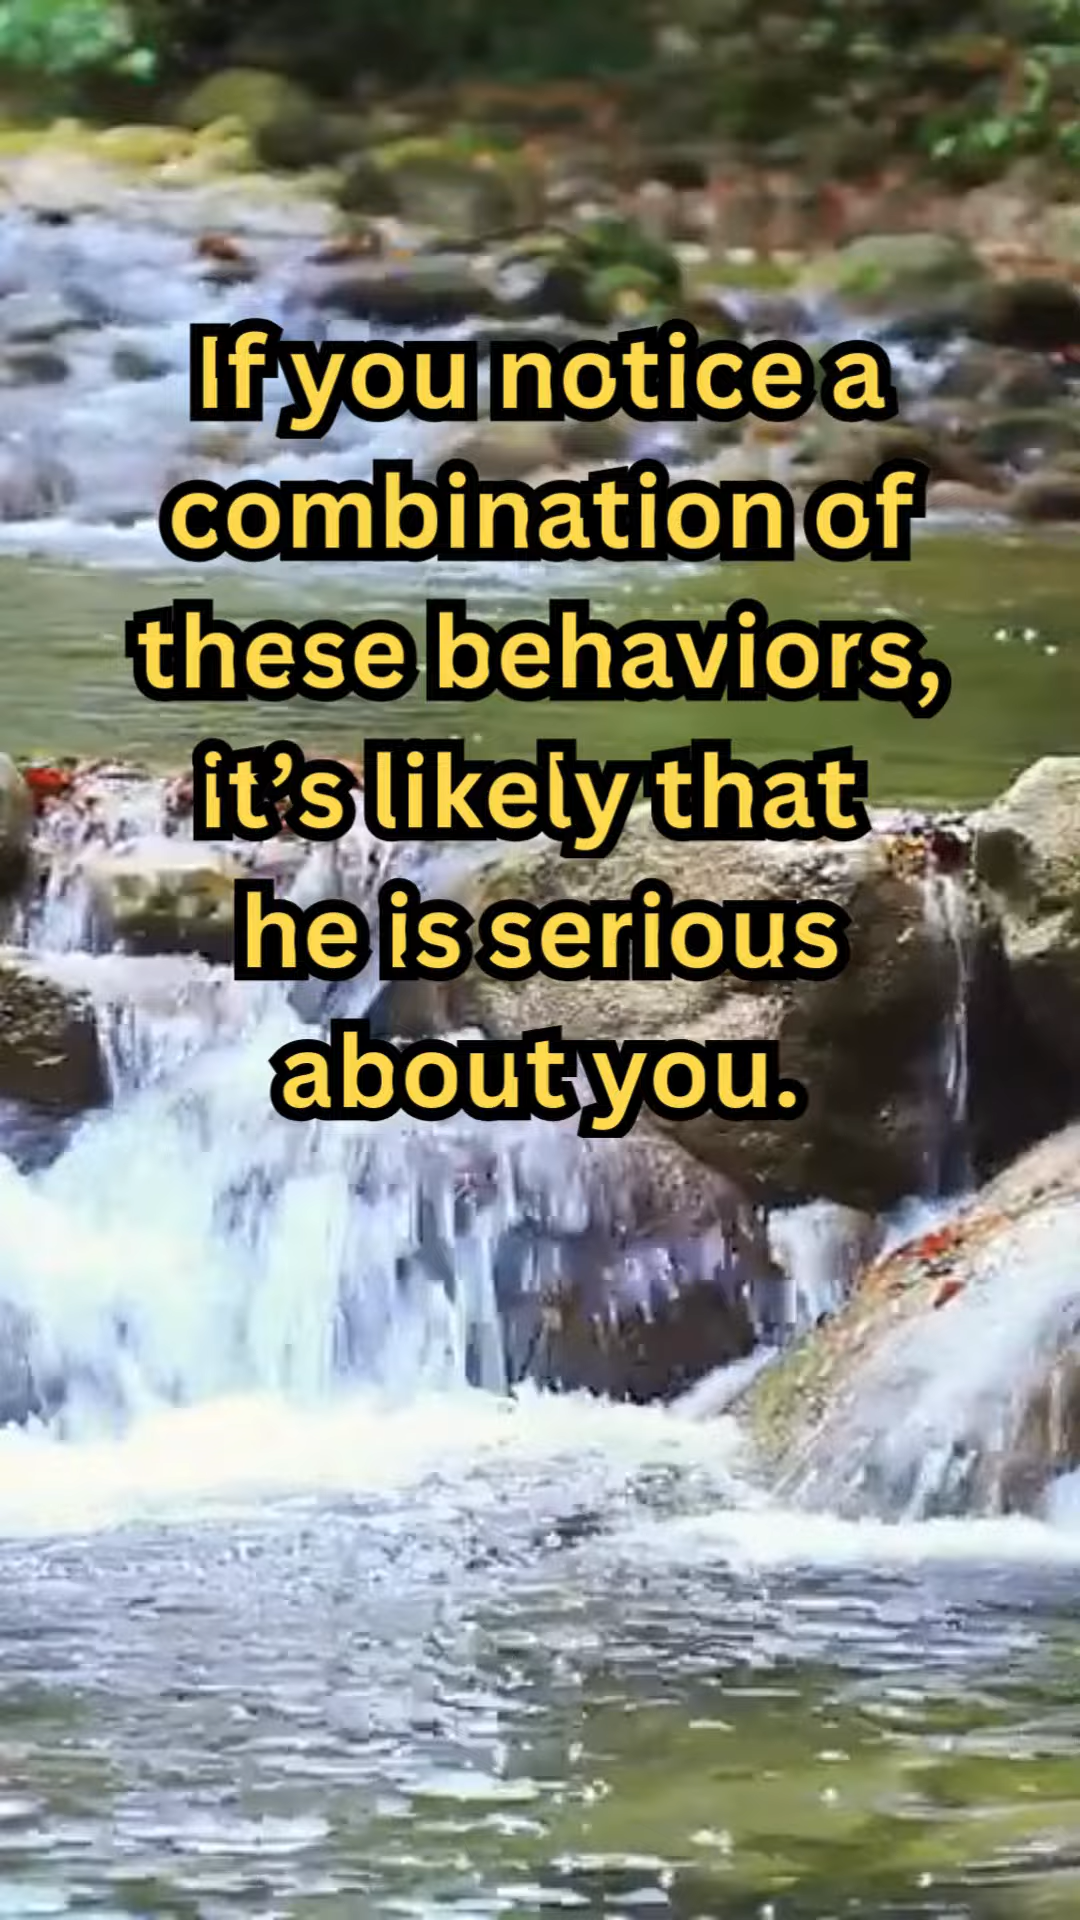 If you notice a
combination of
these behaviors,
it’s likely that
he is serious
about you.